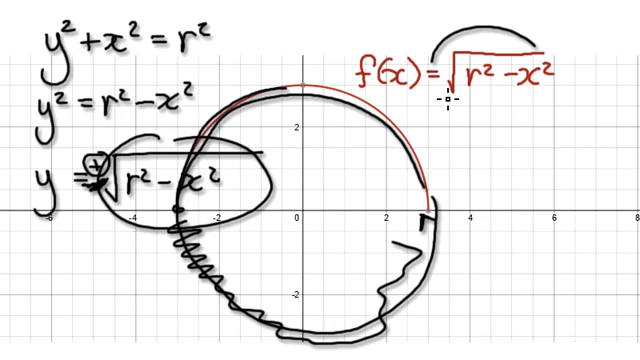 y² + x² = r²
f(x) = √r² - x²
y² = r² - x²
2
y = ± √r² - x²
-6 -4 -2 0 2 4 6 8
r
-2